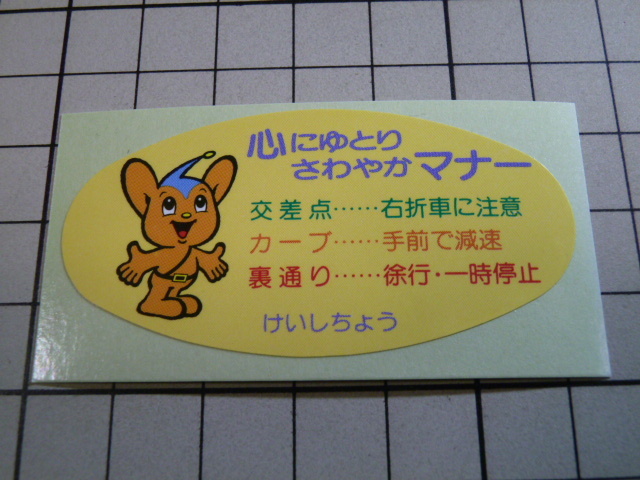 心にゆとり
さわやかマナー
交差点……右折車に注意
カーブ……手前で減速
裏通り……徐行・一時停止
けいしちょう